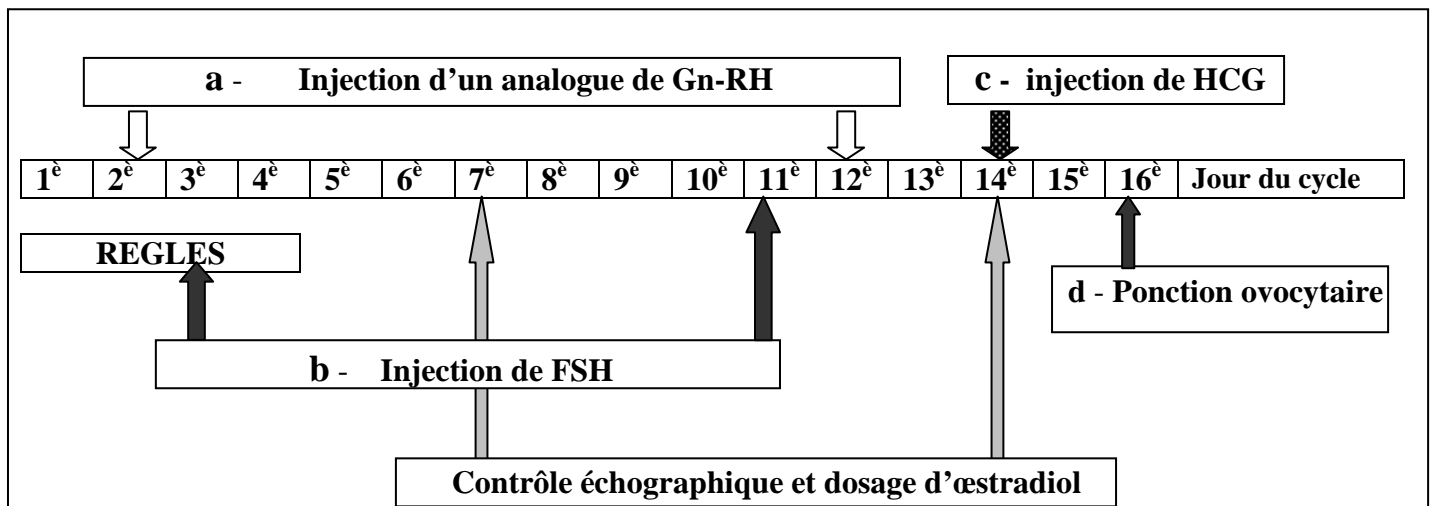 a - Injection d’un analogue de Gn-RH
c - injection de HCG
1è 2è 3è 4è 5è 6è 7è 8è 9è 10è 11è 12è 13è 14è 15è 16è Jour du cycle
REGLES
d - Ponction ovocytaire
b - Injection de FSH
Contrôle échographique et dosage d’œstradiol